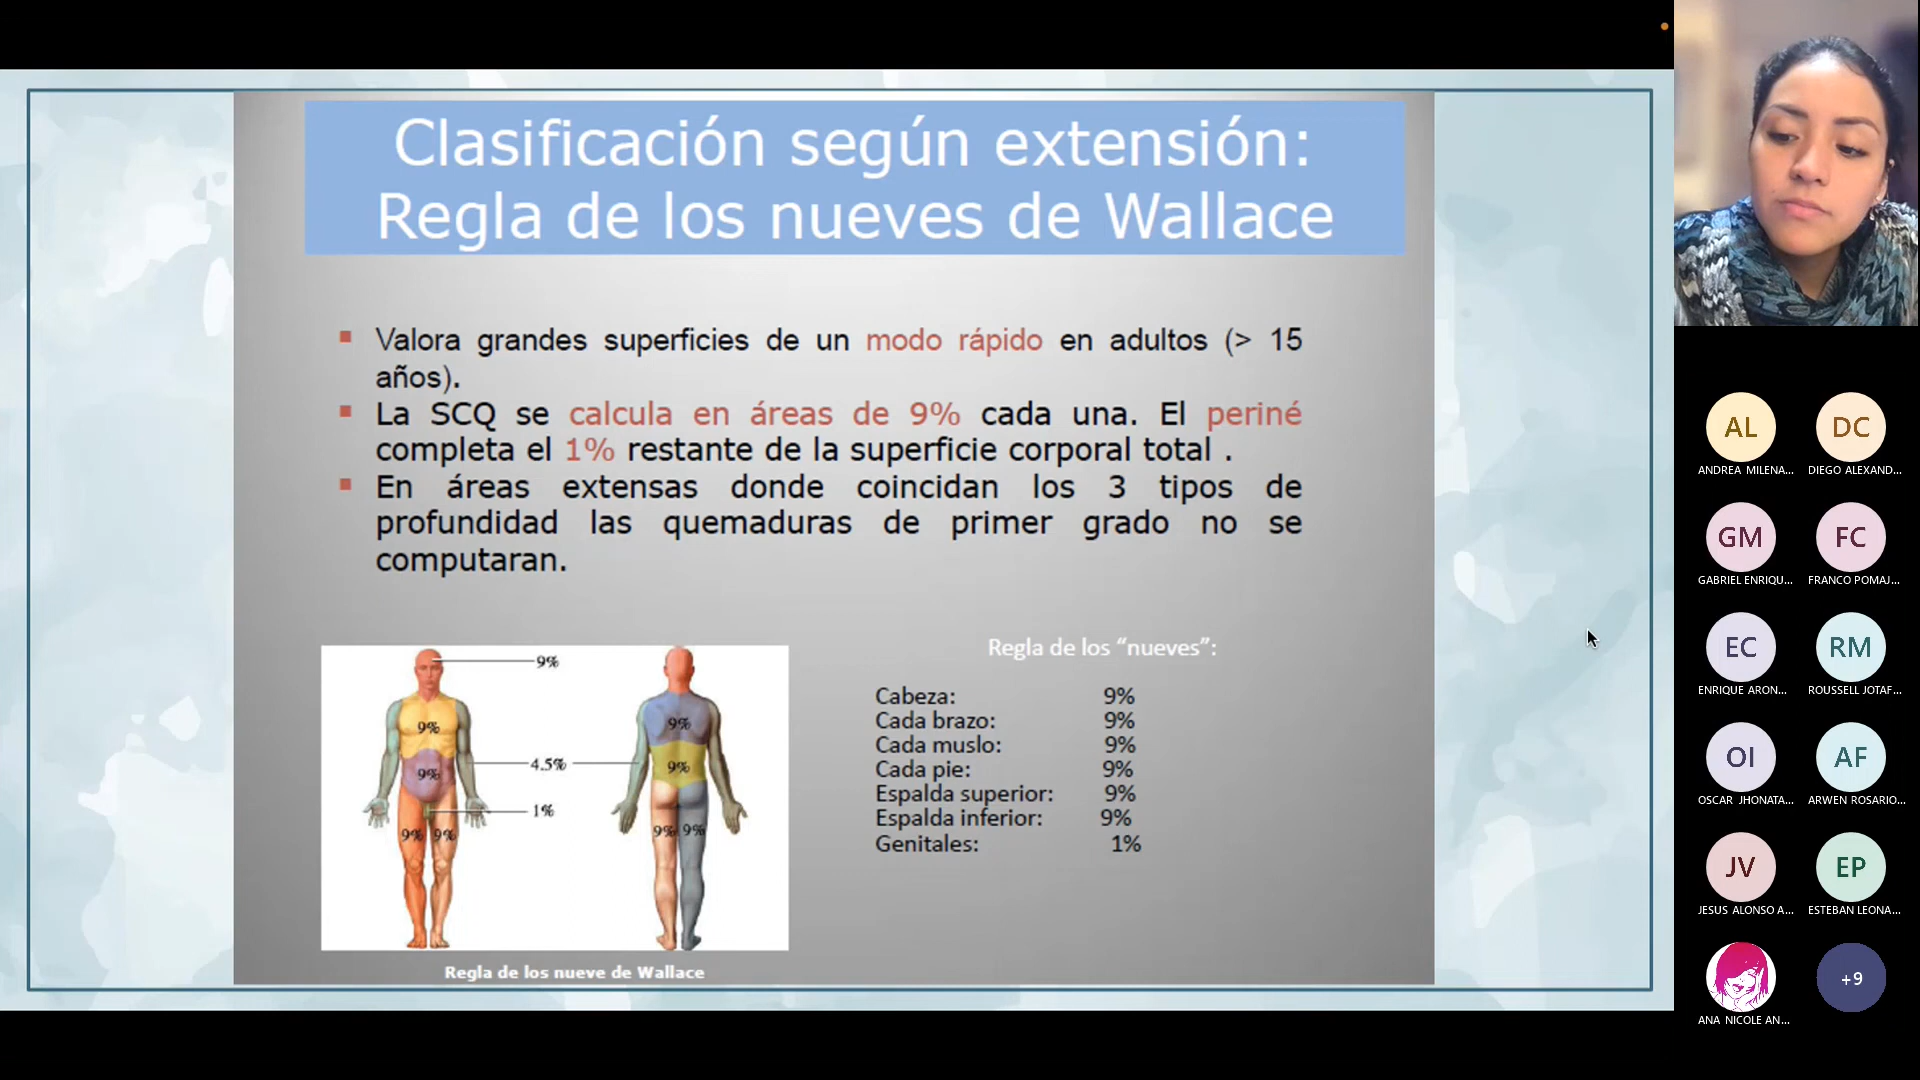 Clasificación según extensión:
Regla de los nueves de Wallace
Valora grandes superficies de un modo rápido en adultos (> 15
años).
La SCQ se calcula en áreas de 9% cada una. El periné
completa el 1% restante de la superficie corporal total .
En áreas extensas donde coincidan los 3 tipos de
profundidad las quemaduras de primer grado no se
computaran.
9%
9%
9%
4.5%
1%
9% 9%
9%
9%
9% 9%
Regla de los nueve de Wallace
Regla de los “nueves”:
Cabeza: 9%
Cada brazo: 9%
Cada muslo: 9%
Cada pie: 9%
Espalda superior: 9%
Espalda inferior: 9%
Genitales: 1%
AL
DC
ANDREA MILENA...
DIEGO ALEXAND...
GM
FC
GABRIEL ENRIQU...
FRANCO POMAJ...
EC
RM
ENRIQUE ARON...
ROUSSELL JOTAF...
OI
AF
OSCAR JHONATA...
ARWEN ROSARIO...
JV
EP
JESUS ALONSO A...
ESTEBAN LEONA...
+9
ANA NICOLE AN...